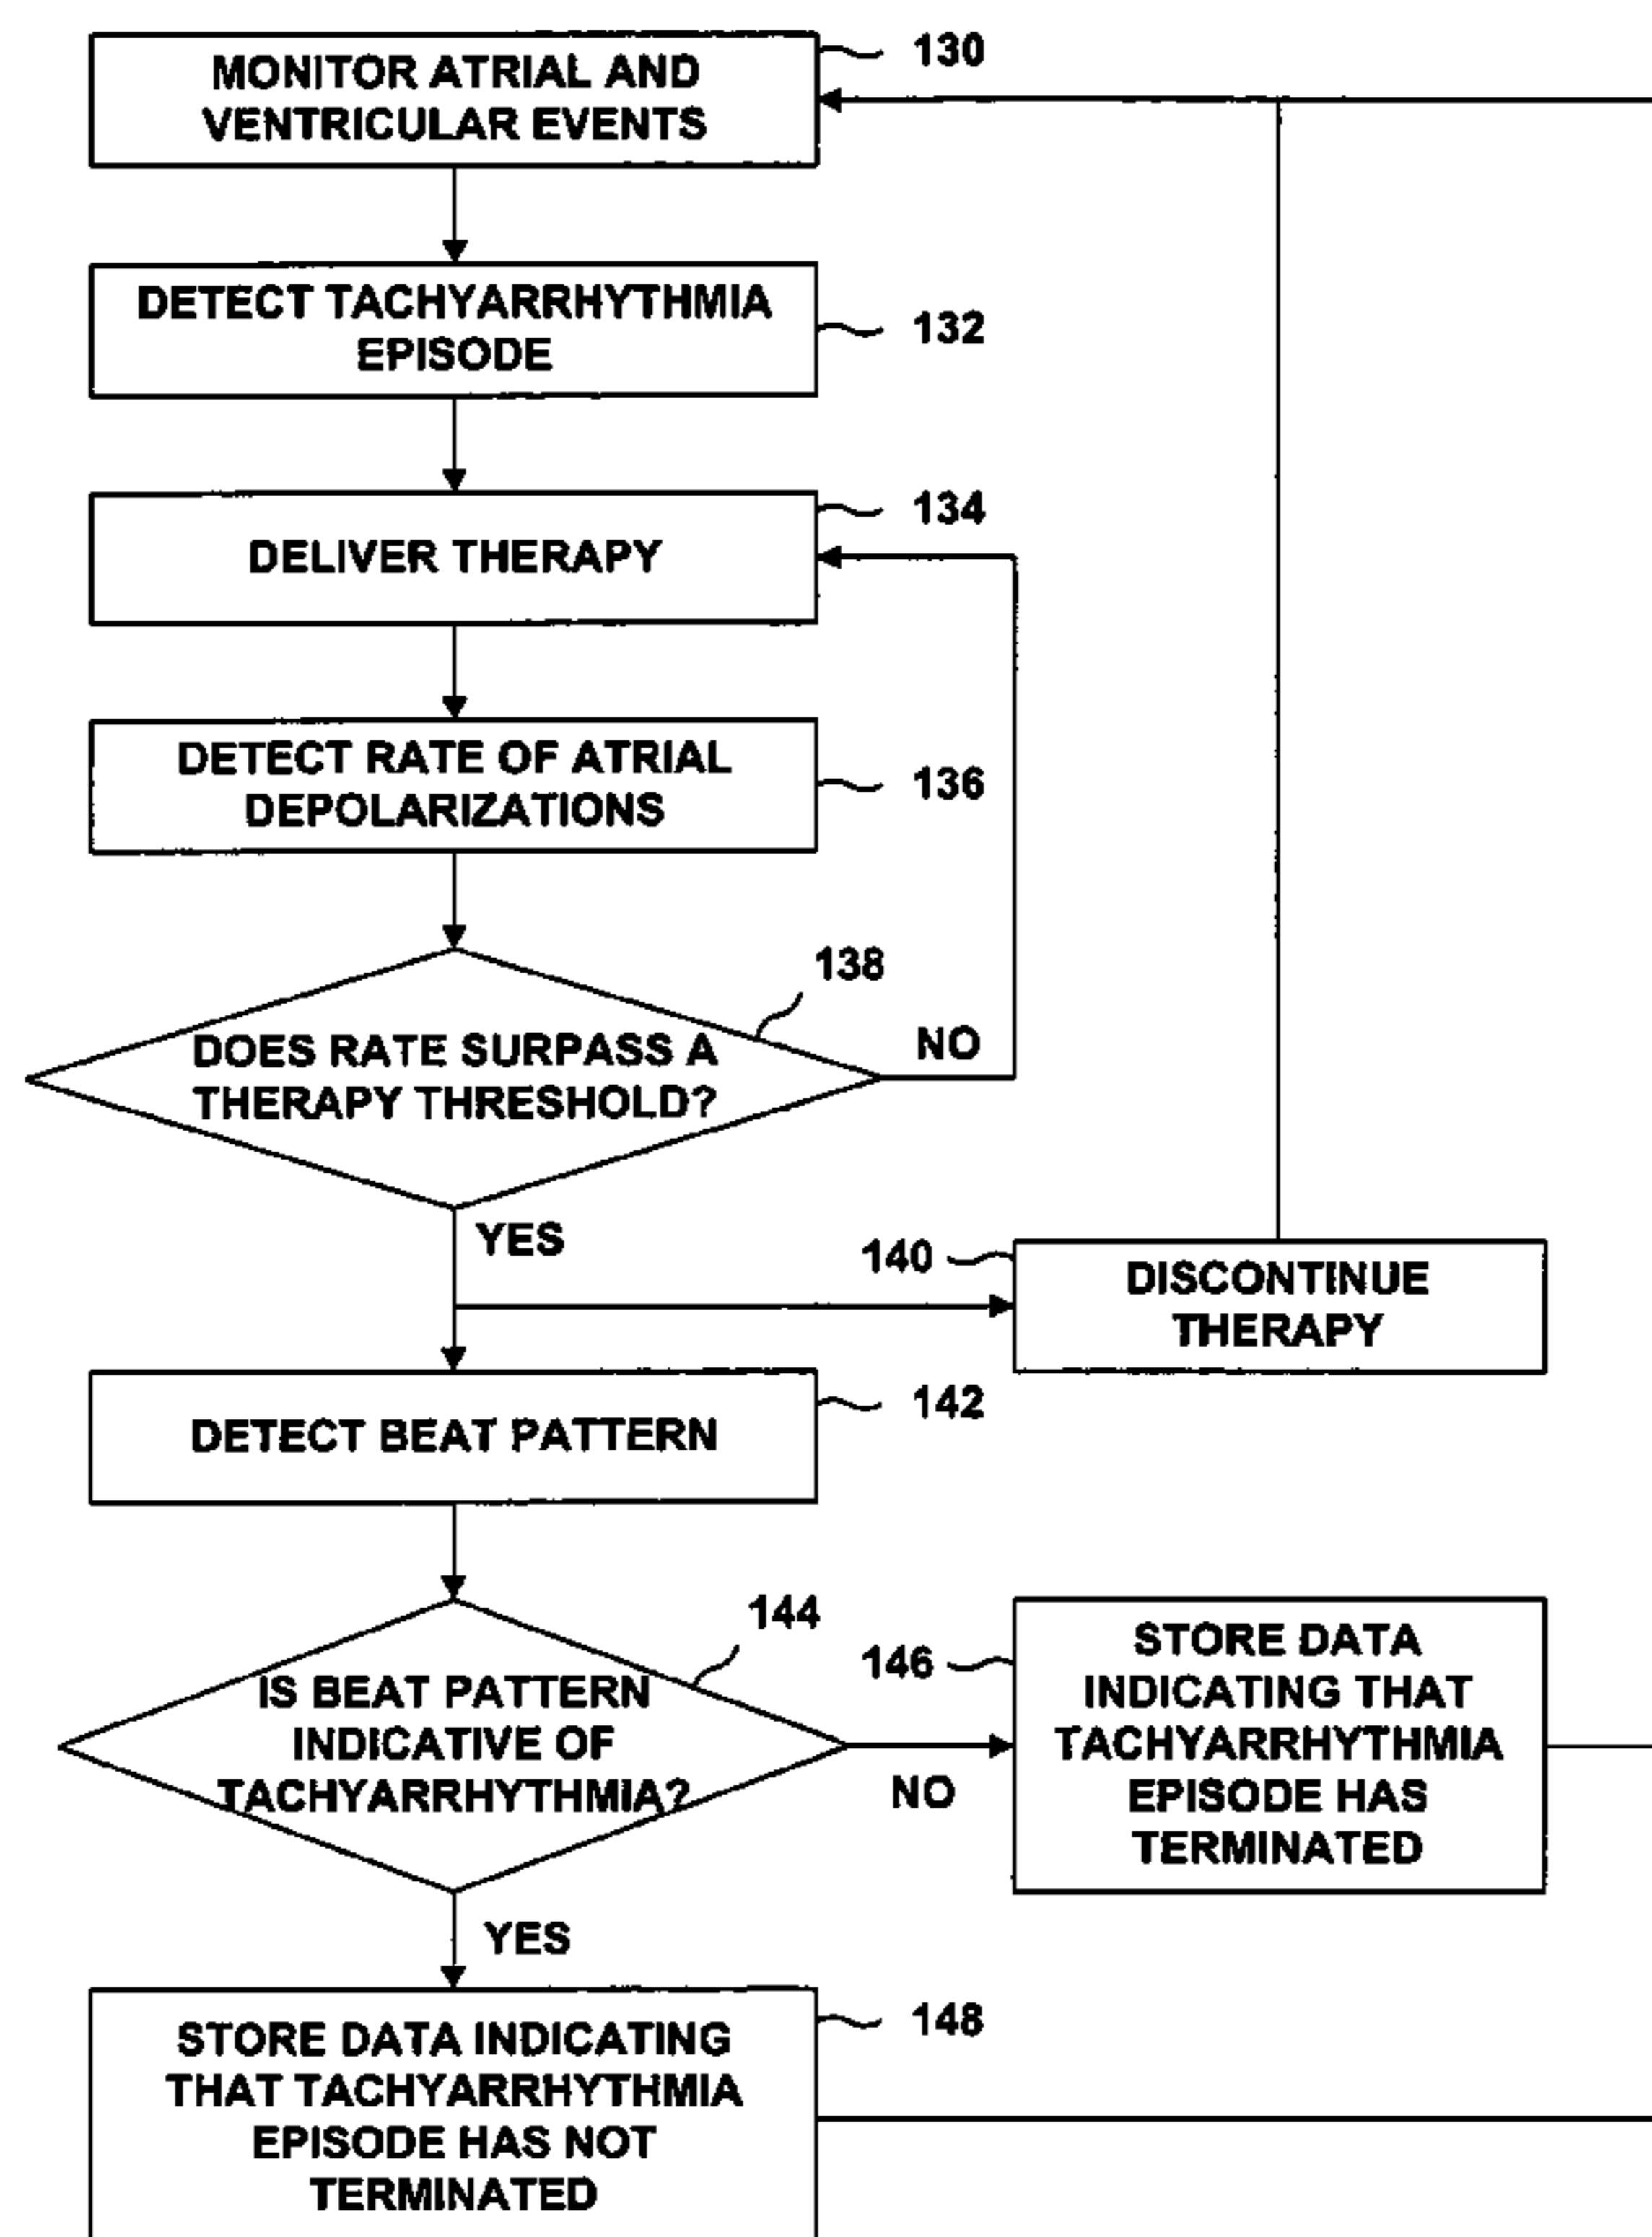 MONITOR ATRIAL AND
VENTRICULAR EVENTS
130
DETECT TACHYARRHYTHMIA
EPISODE
132
DELIVER THERAPY
134
DETECT RATE OF ATRIAL
DEPOLARIZATIONS
136
138
DOES RATE SURPASS A
THERAPY THRESHOLD?
NO
YES
140
DISCONTINUE
THERAPY
DETECT BEAT PATTERN
142
144
IS BEAT PATTERN
INDICATIVE OF
TACHYARRHYTHMIA?
NO
146
STORE DATA
INDICATING THAT
TACHYARRHYTHMIA
EPISODE HAS
TERMINATED
YES
STORE DATA INDICATING
THAT TACHYARRHYTHMIA
EPISODE HAS NOT
TERMINATED
148